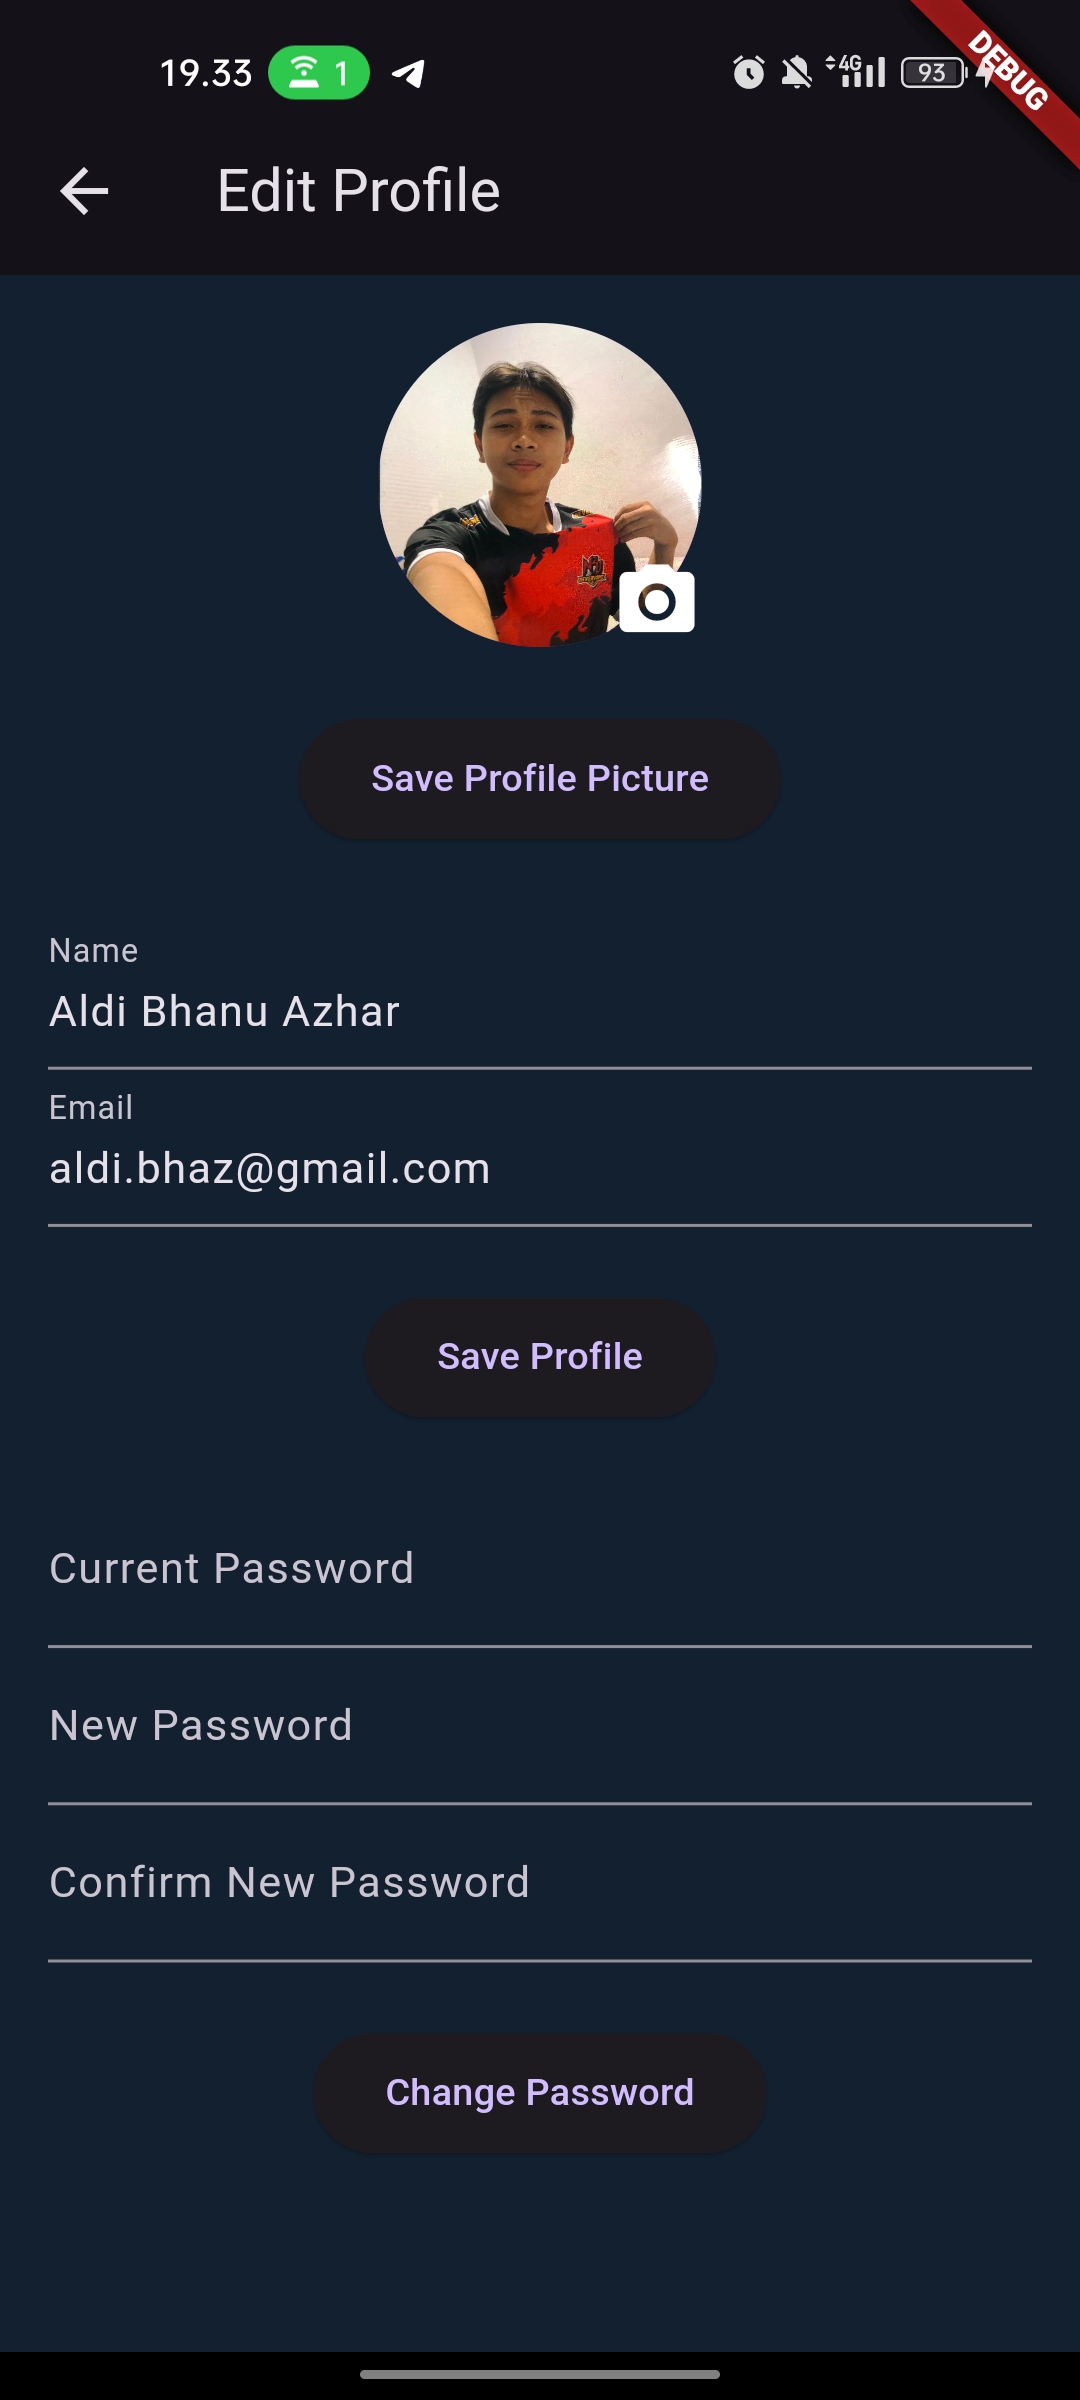 19.33 1 4G 93
DEBUG
Edit Profile
Save Profile Picture
Name
Aldi Bhanu Azhar
Email
aldi.bhaz@gmail.com
Save Profile
Current Password
New Password
Confirm New Password
Change Password